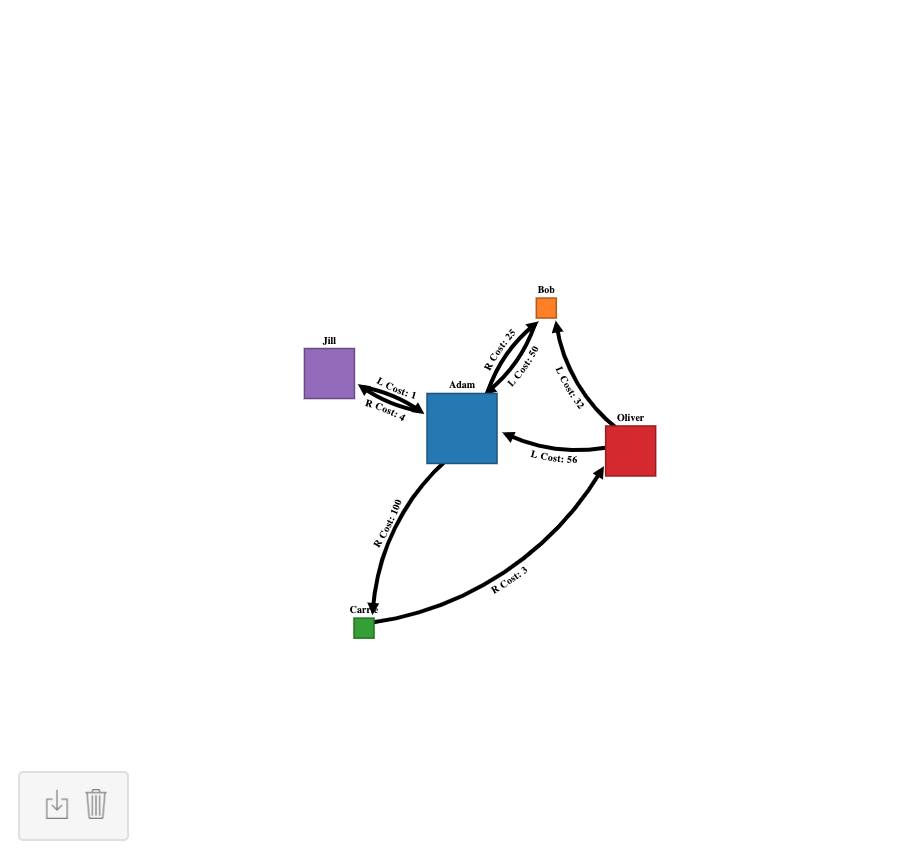 Bob
R Cost: 25
L Cost: 50
Jill
L Cost: 1
R Cost: 4
Adam
L Cost: 32
Oliver
L Cost: 56
R Cost: 100
R Cost: 3
Carrie